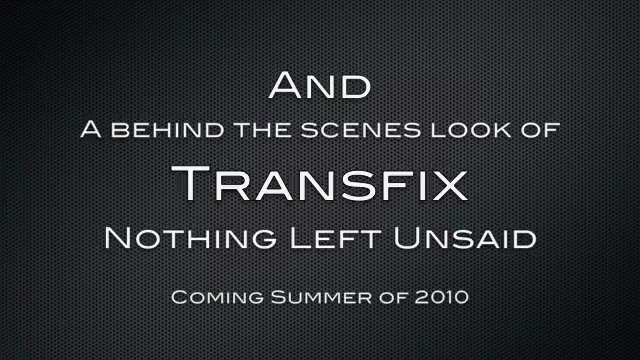 And
A behind the scenes look of
Transfix
Nothing Left Unsaid
Coming Summer of 2010